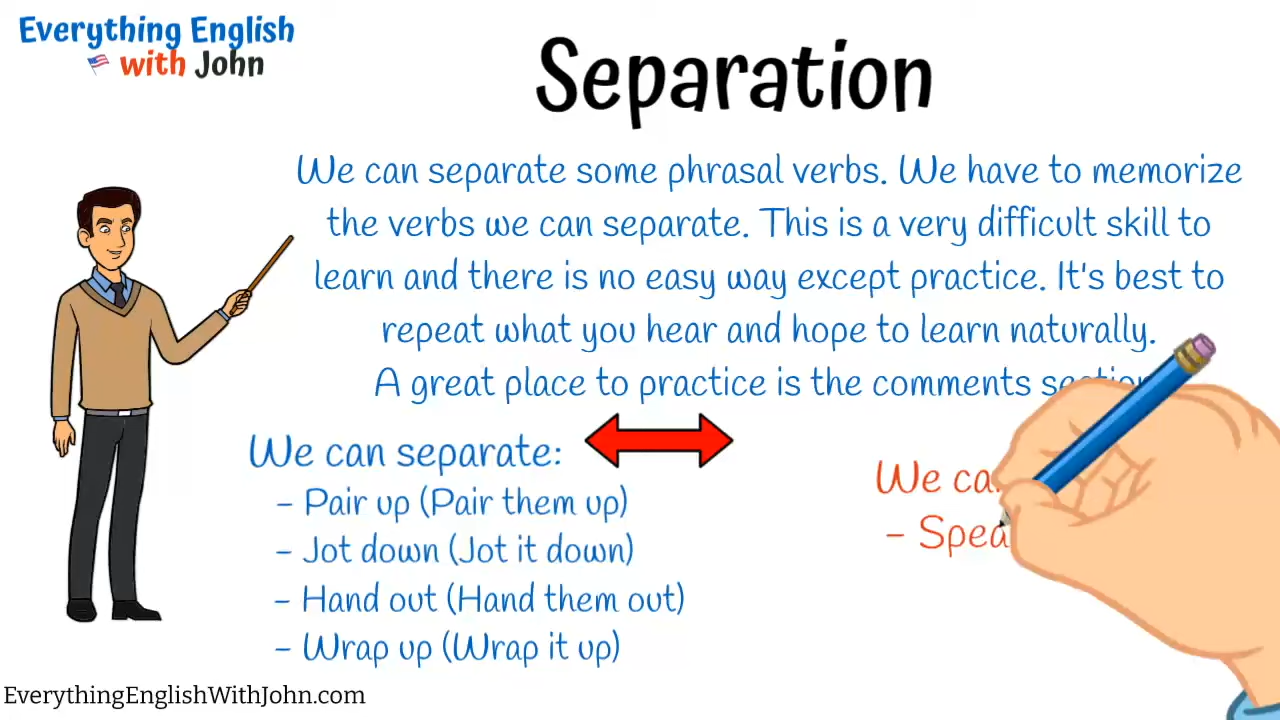 Everything English
with John
Separation
We can separate some phrasal verbs. We have to memorize
the verbs we can separate. This is a very difficult skill to
learn and there is no easy way except practice. It's best to
repeat what you hear and hope to learn naturally.
A great place to practice is the comments section
We can separate:
- Pair up (Pair them up)
- Jot down (Jot it down)
- Hand out (Hand them out)
- Wrap up (Wrap it up)
We
- 
EverythingEnglishWithJohn.com